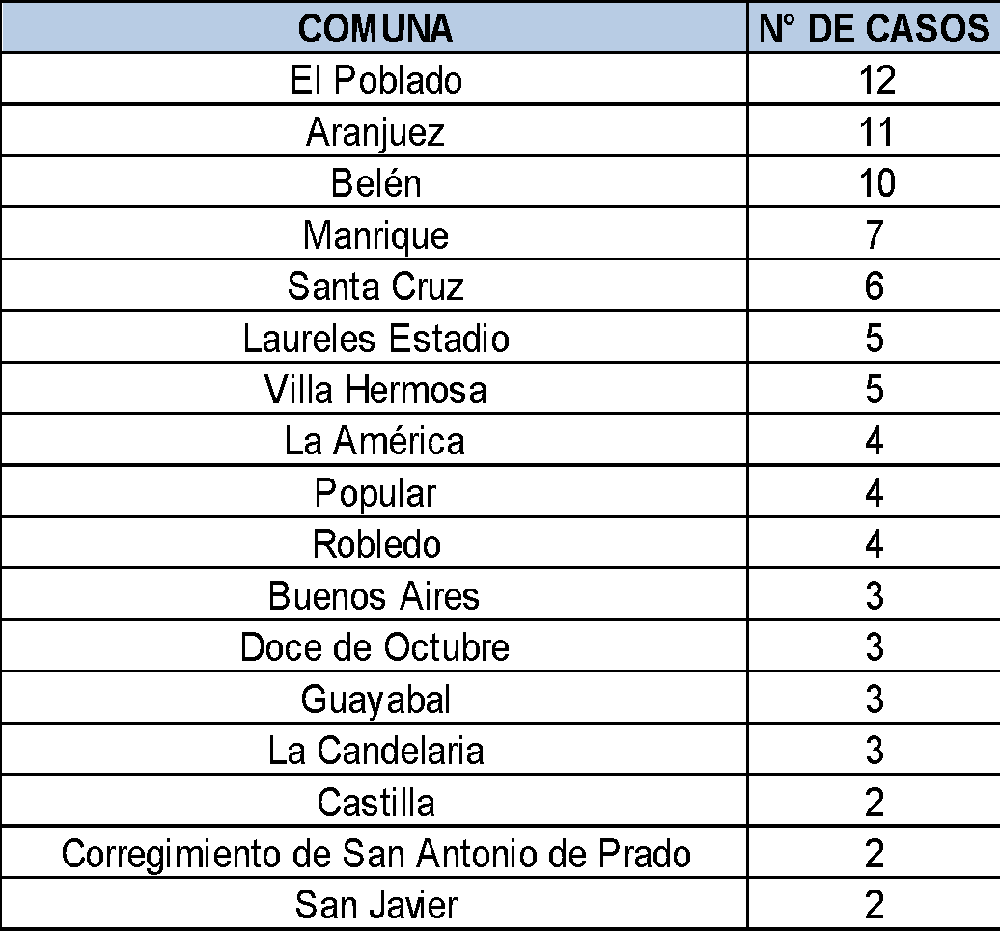 COMUNA N° DE CASOS
El Poblado 12
Aranjuez 11
Belén 10
Manrique 7
Santa Cruz 6
Laureles Estadio 5
Villa Hermosa 5
La América 4
Popular 4
Robledo 4
Buenos Aires 3
Doce de Octubre 3
Guayabal 3
La Candelaria 3
Castilla 2
Corregimiento de San Antonio de Prado 2
San Javier 2